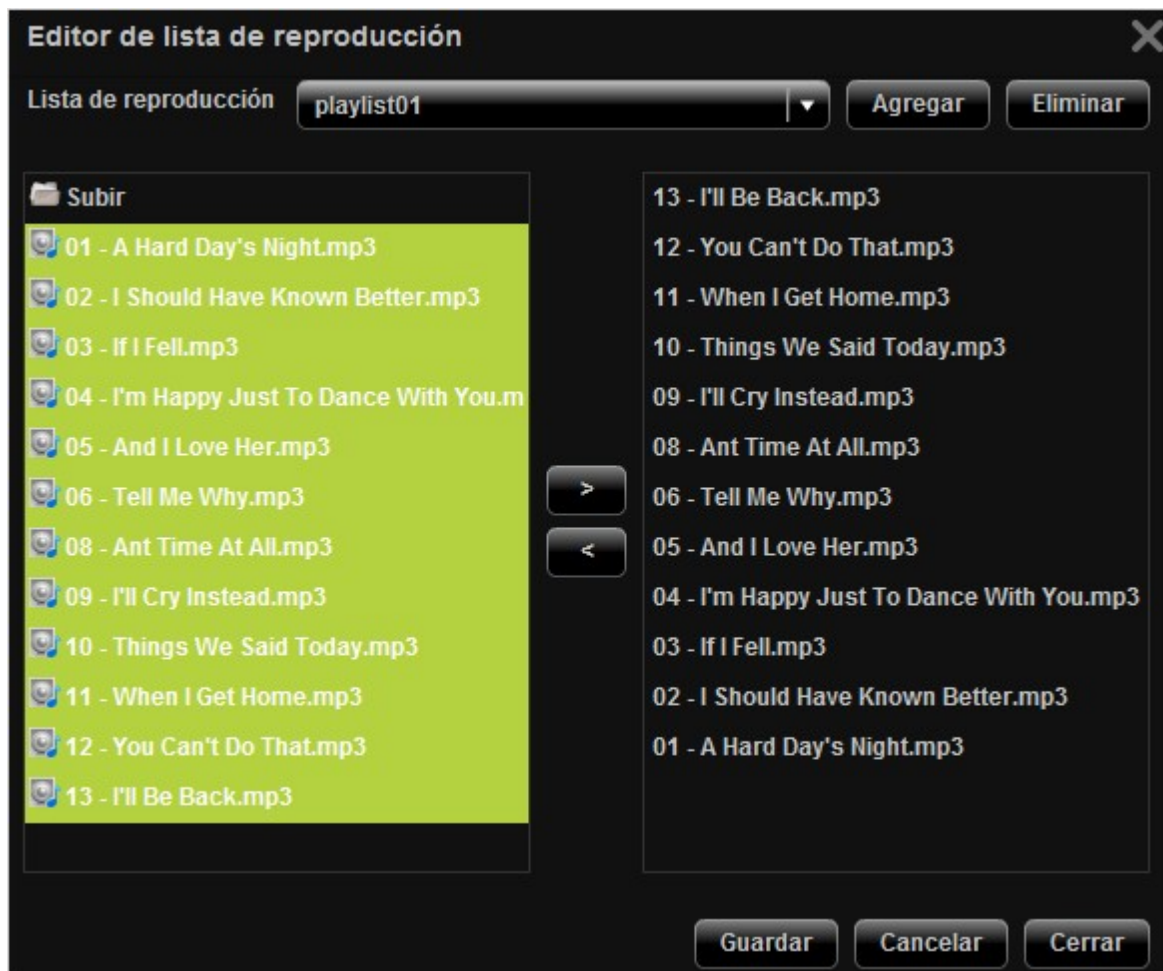 Editor de lista de reproducción
Lista de reproducción playlist01 Agregar Eliminar
Subir
01 - A Hard Day's Night.mp3
02 - I Should Have Known Better.mp3
03 - If I Fell.mp3
04 - I'm Happy Just To Dance With You.m
05 - And I Love Her.mp3
06 - Tell Me Why.mp3
08 - Ant Time At All.mp3
09 - I'll Cry Instead.mp3
10 - Things We Said Today.mp3
11 - When I Get Home.mp3
12 - You Can't Do That.mp3
13 - I'll Be Back.mp3
>
<
13 - I'll Be Back.mp3
12 - You Can't Do That.mp3
11 - When I Get Home.mp3
10 - Things We Said Today.mp3
09 - I'll Cry Instead.mp3
08 - Ant Time At All.mp3
06 - Tell Me Why.mp3
05 - And I Love Her.mp3
04 - I'm Happy Just To Dance With You.mp3
03 - If I Fell.mp3
02 - I Should Have Known Better.mp3
01 - A Hard Day's Night.mp3
Guardar Cancelar Cerrar